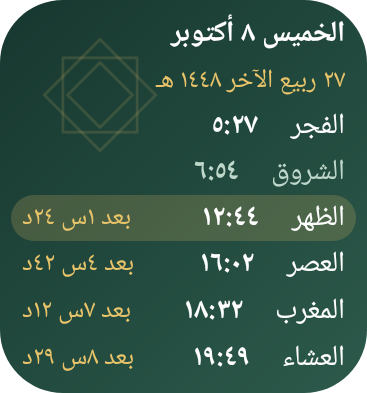 الخميس ٨ أكتوبر
٢٧ ربيع الآخر ١٤٤٨ هـ
الفجر ٥:٢٧
الشروق ٦:٥٤
الظهر ١٢:٤٤ بعد ١س ٢٤د
العصر ١٦:٠٢ بعد ٤س ٤٢د
المغرب ١٨:٣٢ بعد ٧س ١٢د
العشاء ١٩:٤٩ بعد ٨س ٢٩د